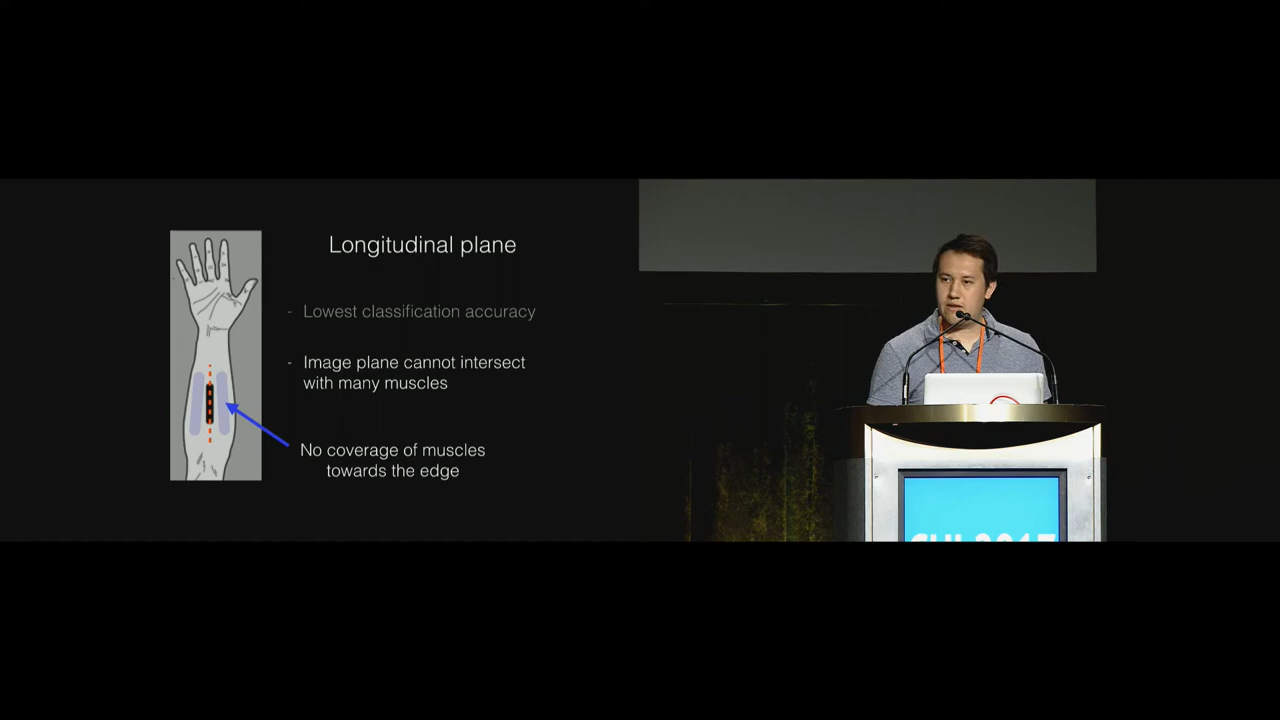 Longitudinal plane
- Lowest classification accuracy
- Image plane cannot intersect
with many muscles
No coverage of muscles
towards the edge